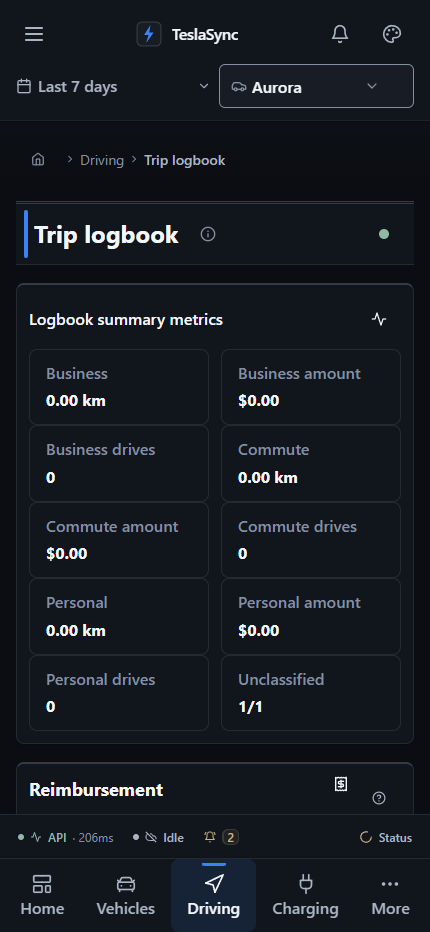 TeslaSync
Last 7 days
Aurora
Driving
Trip logbook
Trip logbook
Logbook summary metrics
Business
0.00 km
Business amount
$0.00
Business drives
0
Commute
0.00 km
Commute amount
$0.00
Commute drives
0
Personal
0.00 km
Personal amount
$0.00
Personal drives
0
Unclassified
1/1
Reimbursement
API · 206ms
Idle
2
Status
Home
Vehicles
Driving
Charging
More